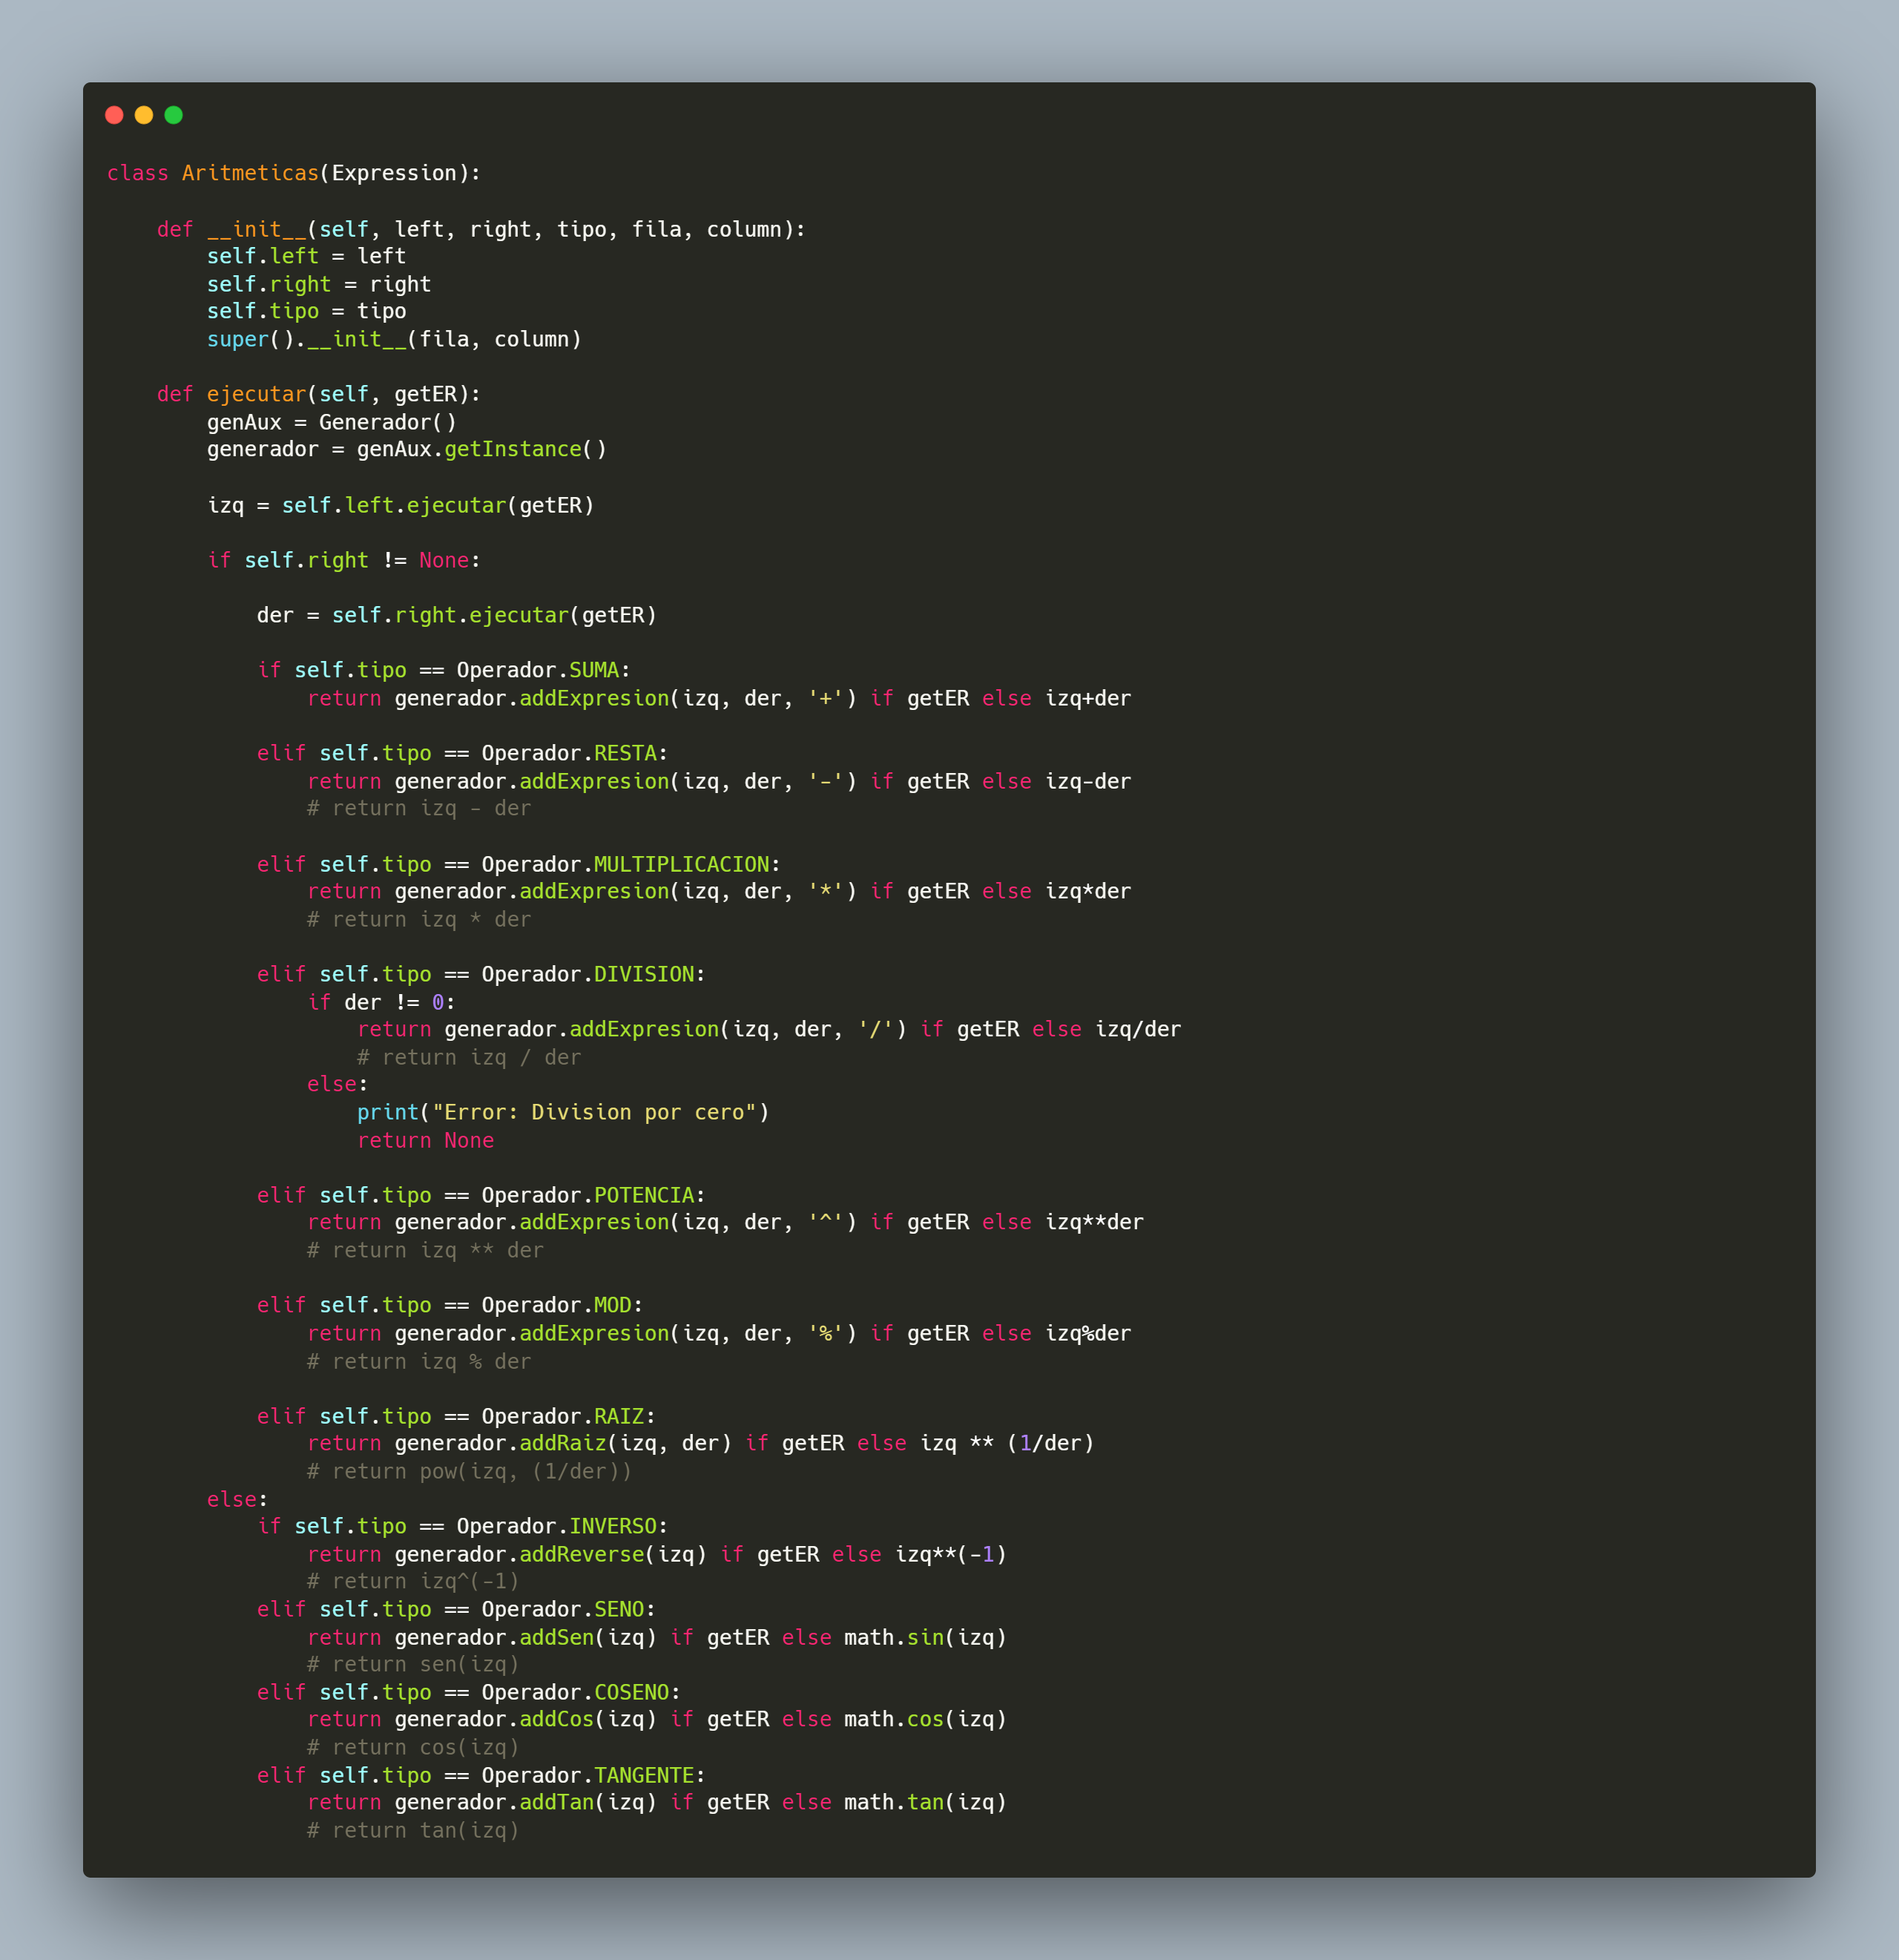 class Aritmeticas(Expression):

    def __init__(self, left, right, tipo, fila, column):
        self.left = left
        self.right = right
        self.tipo = tipo
        super().__init__(fila, column)

    def ejecutar(self, getER):
        genAux = Generador()
        generador = genAux.getInstance()

        izq = self.left.ejecutar(getER)

        if self.right != None:

            der = self.right.ejecutar(getER)

            if self.tipo == Operador.SUMA:
                return generador.addExpresion(izq, der, '+') if getER else izq+der

            elif self.tipo == Operador.RESTA:
                return generador.addExpresion(izq, der, '-') if getER else izq-der
                # return izq - der

            elif self.tipo == Operador.MULTIPLICACION:
                return generador.addExpresion(izq, der, '*') if getER else izq*der
                # return izq * der

            elif self.tipo == Operador.DIVISION:
                if der != 0:
                    return generador.addExpresion(izq, der, '/') if getER else izq/der
                    # return izq / der
                else:
                    print("Error: Division por cero")
                    return None

            elif self.tipo == Operador.POTENCIA:
                return generador.addExpresion(izq, der, '^') if getER else izq**der
                # return izq ** der

            elif self.tipo == Operador.MOD:
                return generador.addExpresion(izq, der, '%') if getER else izq%der
                # return izq % der

            elif self.tipo == Operador.RAIZ:
                return generador.addRaiz(izq, der) if getER else izq ** (1/der)
                # return pow(izq, (1/der))
        else:
            if self.tipo == Operador.INVERSO:
                return generador.addReverse(izq) if getER else izq**(-1)
                # return izq^(-1)
            elif self.tipo == Operador.SENO:
                return generador.addSen(izq) if getER else math.sin(izq)
                # return sen(izq)
            elif self.tipo == Operador.COSENO:
                return generador.addCos(izq) if getER else math.cos(izq)
                # return cos(izq)
            elif self.tipo == Operador.TANGENTE:
                return generador.addTan(izq) if getER else math.tan(izq)
                # return tan(izq)